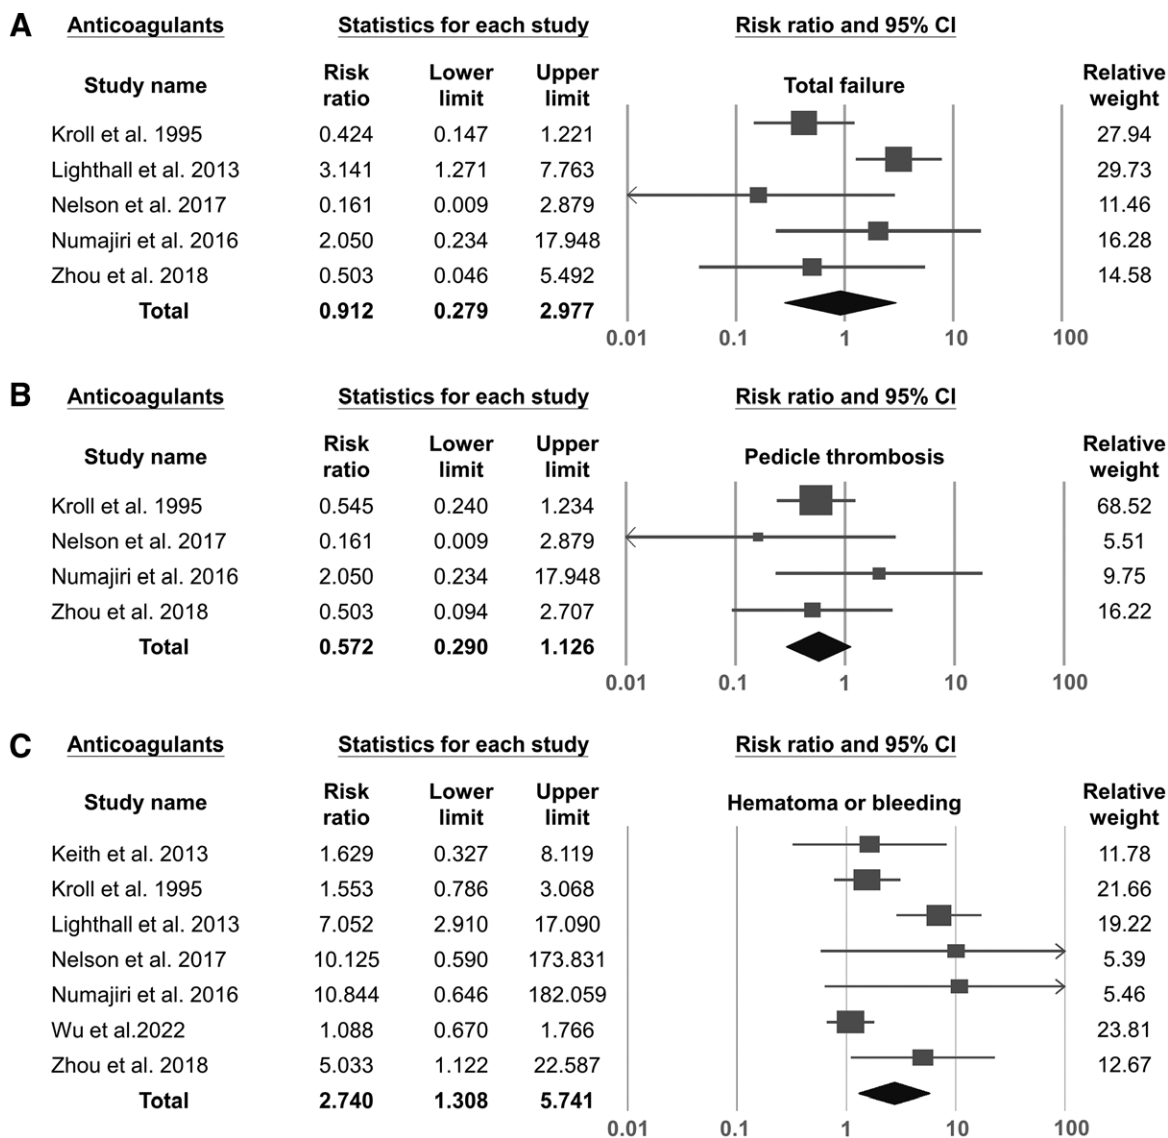 A Anticoagulants Statistics for each study Risk ratio and 95% CI
Study name Risk ratio Lower limit Upper limit Total failure Relative weight
Kroll et al. 1995 0.424 0.147 1.221 27.94
Lighthall et al. 2013 3.141 1.271 7.763 29.73
Nelson et al. 2017 0.161 0.009 2.879 11.46
Numajiri et al. 2016 2.050 0.234 17.948 16.28
Zhou et al. 2018 0.503 0.046 5.492 14.58
Total 0.912 0.279 2.977
0.01 0.1 1 10 100
B Anticoagulants Statistics for each study Risk ratio and 95% CI
Study name Risk ratio Lower limit Upper limit Pedicle thrombosis Relative weight
Kroll et al. 1995 0.545 0.240 1.234 68.52
Nelson et al. 2017 0.161 0.009 2.879 5.51
Numajiri et al. 2016 2.050 0.234 17.948 9.75
Zhou et al. 2018 0.503 0.094 2.707 16.22
Total 0.572 0.290 1.126
0.01 0.1 1 10 100
C Anticoagulants Statistics for each study Risk ratio and 95% CI
Study name Risk ratio Lower limit Upper limit Hematoma or bleeding Relative weight
Keith et al. 2013 1.629 0.327 8.119 11.78
Kroll et al. 1995 1.553 0.786 3.068 21.66
Lighthall et al. 2013 7.052 2.910 17.090 19.22
Nelson et al. 2017 10.125 0.590 173.831 5.39
Numajiri et al. 2016 10.844 0.646 182.059 5.46
Wu et al.2022 1.088 0.670 1.766 23.81
Zhou et al. 2018 5.033 1.122 22.587 12.67
Total 2.740 1.308 5.741
0.01 0.1 1 10 100